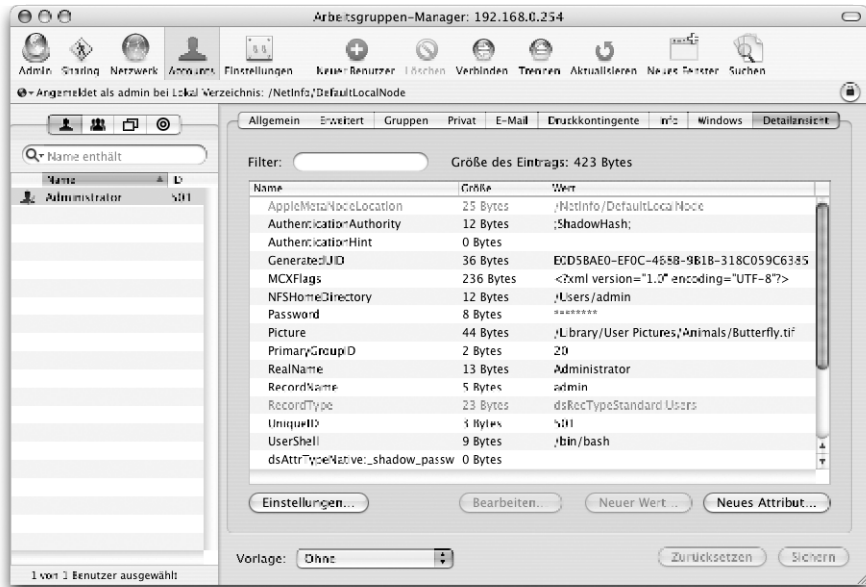 Arbeitsgruppen-Manager: 192.168.0.254
Admin Sharing Netzwerk Accounts Einstellungen Neuer Benutzer Löschen Verbinden Trennen Aktualisieren Neues Fenster Suchen
Angemeldet als admin bei Lokal Verzeichnis: /NetInfo/DefaultLocalNode
Allgemein Erweitert Gruppen Privat E-Mail Druckkontingente Info Windows Detailansicht
Name enthält
Name ID
Administrator 501
Filter: Größe des Eintrags: 423 Bytes
Name Größe Wert
AppleMetaNodeLocation 25 Bytes /NetInfo/DefaultLocalNode
AuthenticationAuthority 12 Bytes ;ShadowHash;
AuthenticationHint 0 Bytes
GeneratedUID 36 Bytes E0D5BAE0-EF0C-4688-9B1B-318C059C6385
MCXFlags 236 Bytes <?xml version="1.0" encoding="UTF-8"?>
NFSHomeDirectory 12 Bytes /Users/admin
Password 8 Bytes ********
Picture 44 Bytes /Library/User Pictures/Animals/Butterfly.tif
PrimaryGroupID 2 Bytes 20
RealName 13 Bytes Administrator
RecordName 5 Bytes admin
RecordType 23 Bytes dsRecTypeStandard:Users
UniqueID 3 Bytes 501
UserShell 9 Bytes /bin/bash
dsAttrTypeNative:_shadow_passw 0 Bytes
Einstellungen... Bearbeiten... Neuer Wert... Neues Attribut...
Vorlage: Ohne Zurücksetzen Sichern
1 von 1 Benutzer ausgewählt